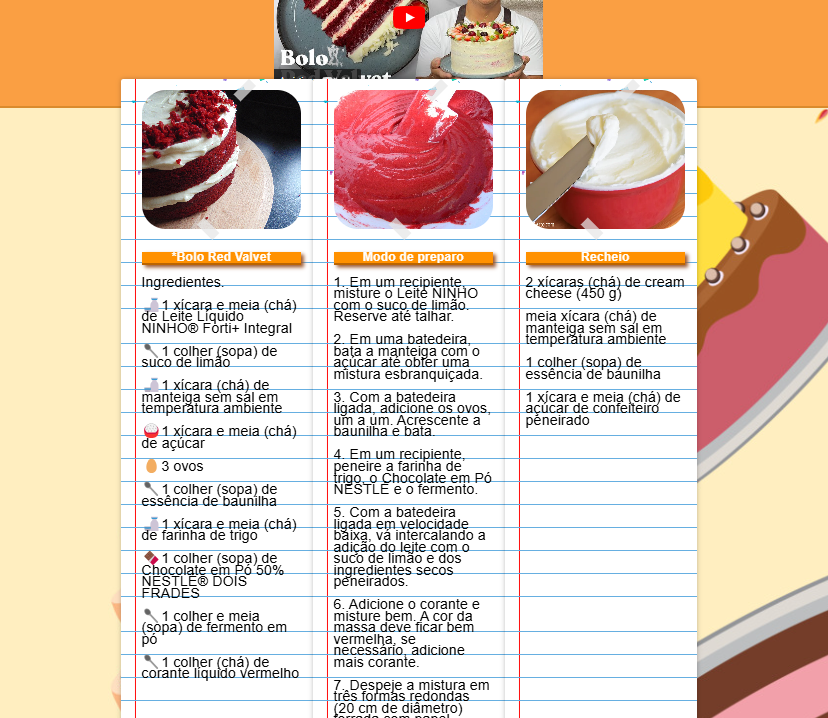 Bolo
Red Valvet
*Bolo Red Valvet
Ingredientes.
1 xícara e meia (chá)
de Leite Líquido
NINHO® Forti+ Integral
1 colher (sopa) de
suco de limão
1 xícara (chá) de
manteiga sem sal em
temperatura ambiente
1 xícara e meia (chá)
de açúcar
3 ovos
1 colher (sopa) de
essência de baunilha
1 xícara e meia (chá)
de farinha de trigo
1 colher (sopa) de
Chocolate em Pó 50%
NESTLÉ® DOIS
FRADES
1 colher e meia
(sopa) de fermento em
pó
1 colher (chá) de
corante líquido vermelho
Modo de preparo
1. Em um recipiente,
misture o Leite NINHO
com o suco de limão.
Reserve até talhar.
2. Em uma batedeira,
bata a manteiga com o
açúcar até obter uma
mistura esbranquiçada.
3. Com a batedeira
ligada, adicione os ovos,
um a um. Acrescente a
baunilha e bata.
4. Em um recipiente,
peneire a farinha de
trigo, o Chocolate em Pó
NESTLÉ e o fermento.
5. Com a batedeira
ligada em velocidade
baixa, vá intercalando a
adição do leite com o
suco de limão e dos
ingredientes secos
peneirados.
6. Adicione o corante e
misture bem. A cor da
massa deve ficar bem
vermelha, se
necessário, adicione
mais corante.
7. Despeje a mistura em
três formas redondas
(20 cm de diâmetro)
forrada com papel
Recheio
2 xícaras (chá) de cream
cheese (450 g)
meia xícara (chá) de
manteiga sem sal em
temperatura ambiente
1 colher (sopa) de
essência de baunilha
1 xícara e meia (chá) de
açúcar de confeiteiro
peneirado